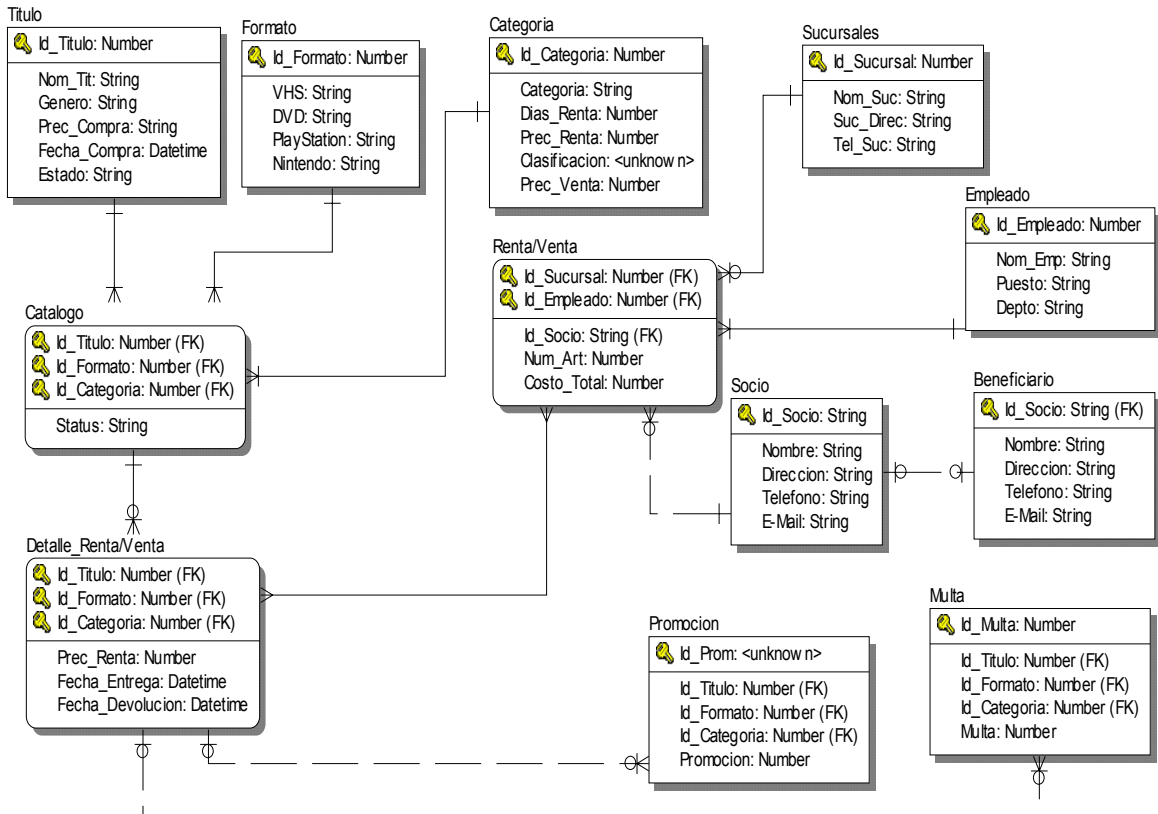 Titulo
Id_Titulo: Number
Nom_Tit: String
Genero: String
Prec_Compra: String
Fecha_Compra: Datetime
Estado: String
Formato
Id_Formato: Number
VHS: String
DVD: String
PlayStation: String
Nintendo: String
Categoria
Id_Categoria: Number
Categoria: String
Dias_Renta: Number
Prec_Renta: Number
Clasificacion: <unknown>
Prec_Venta: Number
Sucursales
Id_Sucursal: Number
Nom_Suc: String
Suc_Direc: String
Tel_Suc: String
Empleado
Id_Empleado: Number
Nom_Emp: String
Puesto: String
Depto: String
Renta/Venta
Id_Sucursal: Number (FK)
Id_Empleado: Number (FK)
Id_Socio: String (FK)
Num_Art: Number
Costo_Total: Number
Catalogo
Id_Titulo: Number (FK)
Id_Formato: Number (FK)
Id_Categoria: Number (FK)
Status: String
Socio
Id_Socio: String
Nombre: String
Direccion: String
Telefono: String
E-Mail: String
Beneficiario
Id_Socio: String (FK)
Nombre: String
Direccion: String
Telefono: String
E-Mail: String
Detalle_Renta/Venta
Id_Titulo: Number (FK)
Id_Formato: Number (FK)
Id_Categoria: Number (FK)
Prec_Renta: Number
Fecha_Entrega: Datetime
Fecha_Devolucion: Datetime
Promocion
Id_Prom: <unknown>
Id_Titulo: Number (FK)
Id_Formato: Number (FK)
Id_Categoria: Number (FK)
Promocion: Number
Multa
Id_Multa: Number
Id_Titulo: Number (FK)
Id_Formato: Number (FK)
Id_Categoria: Number (FK)
Multa: Number